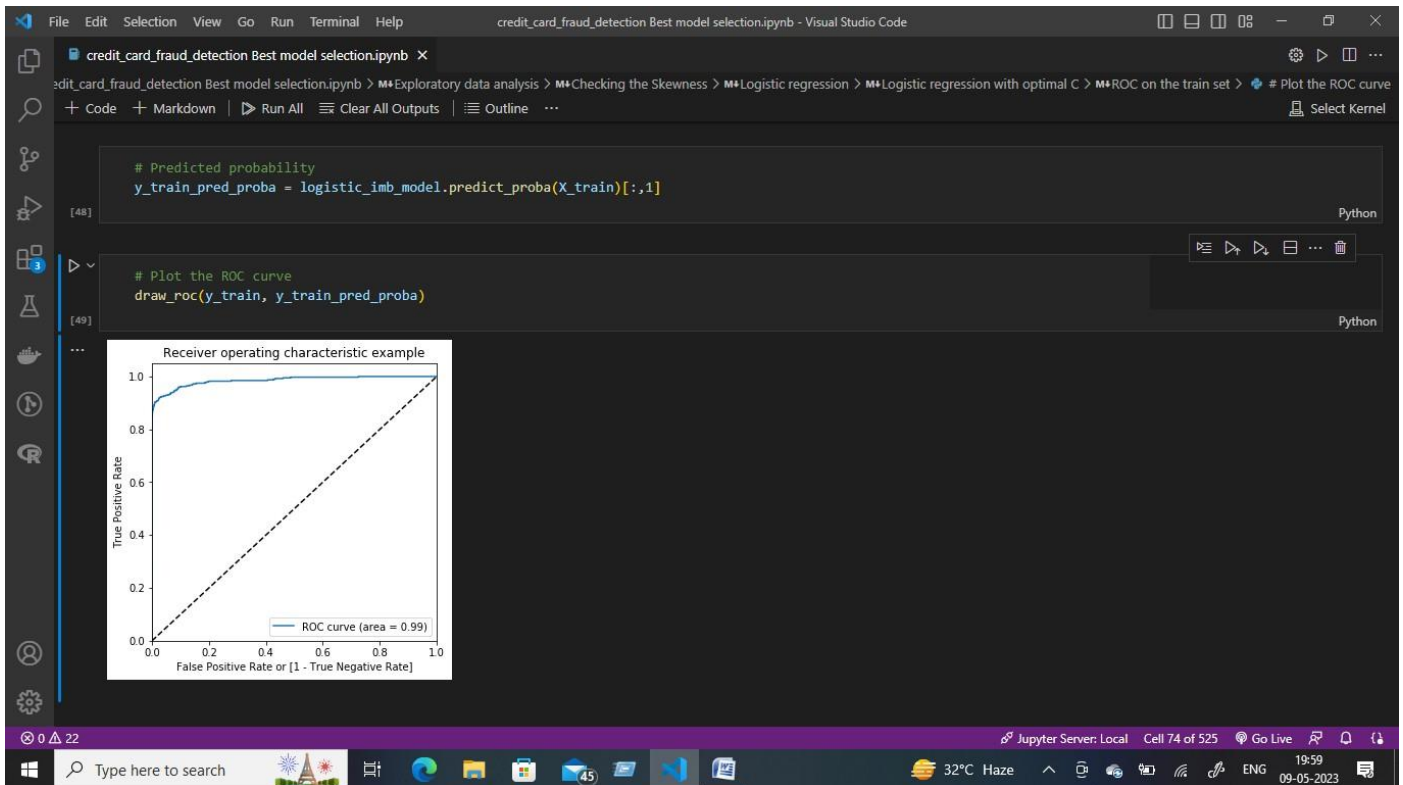 File Edit Selection View Go Run Terminal Help credit_card_fraud_detection Best model selection.ipynb - Visual Studio Code
credit_card_fraud_detection Best model selection.ipynb
edit_card_fraud_detection Best model selection.ipynb > M↓Exploratory data analysis > M↓Checking the Skewness > M↓Logistic regression > M↓Logistic regression with optimal C > M↓ROC on the train set > # Plot the ROC curve
+ Code + Markdown | Run All Clear All Outputs | Outline ... Select Kernel
# Predicted probability
y_train_pred_proba = logistic_imb_model.predict_proba(X_train)[:,1]
[48] Python
# Plot the ROC curve
draw_roc(y_train, y_train_pred_proba)
[49] Python
3
...
Receiver operating characteristic example
1.0
0.8
0.6
0.4
0.2
0.0
True Positive Rate
ROC curve (area = 0.99)
0.0 0.2 0.4 0.6 0.8 1.0
False Positive Rate or [1 - True Negative Rate]
R
0 22 Jupyter Server: Local Cell 74 of 525 Go Live
Type here to search 45 32°C Haze ENG 19:59
09-05-2023